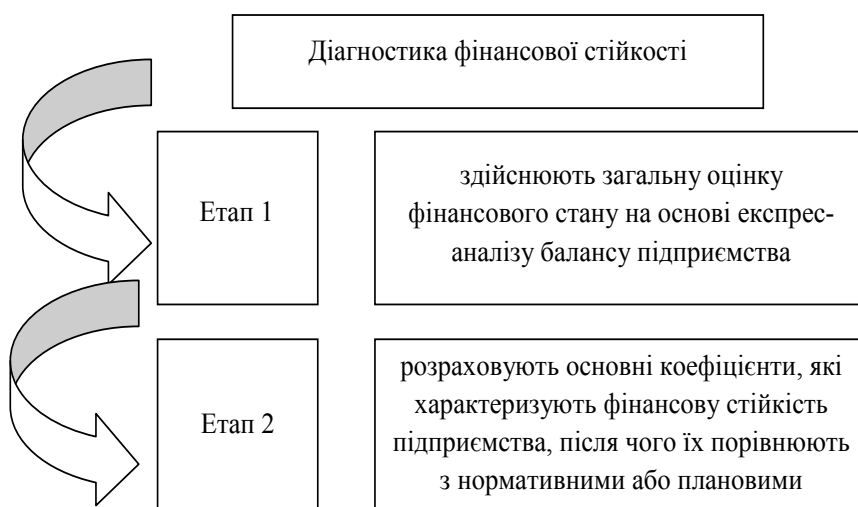 Діагностика фінансової стійкості
Етап 1
здійснюють загальну оцінку
фінансового стану на основі експрес-
аналізу балансу підприємства
Етап 2
розраховують основні коефіцієнти, які
характеризують фінансову стійкість
підприємства, після чого їх порівнюють
з нормативними або плановими